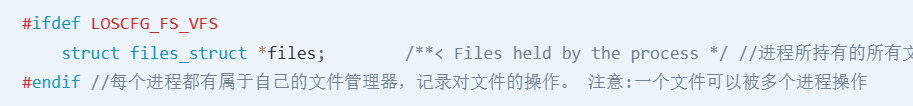 #ifdef LOSCFG_FS_VFS
struct files_struct *files; /**< Files held by the process */ //进程所持有的所有
#endif //每个进程都有属于自己的文件管理器，记录对文件的操作。 注意:一个文件可以被多个进程操作